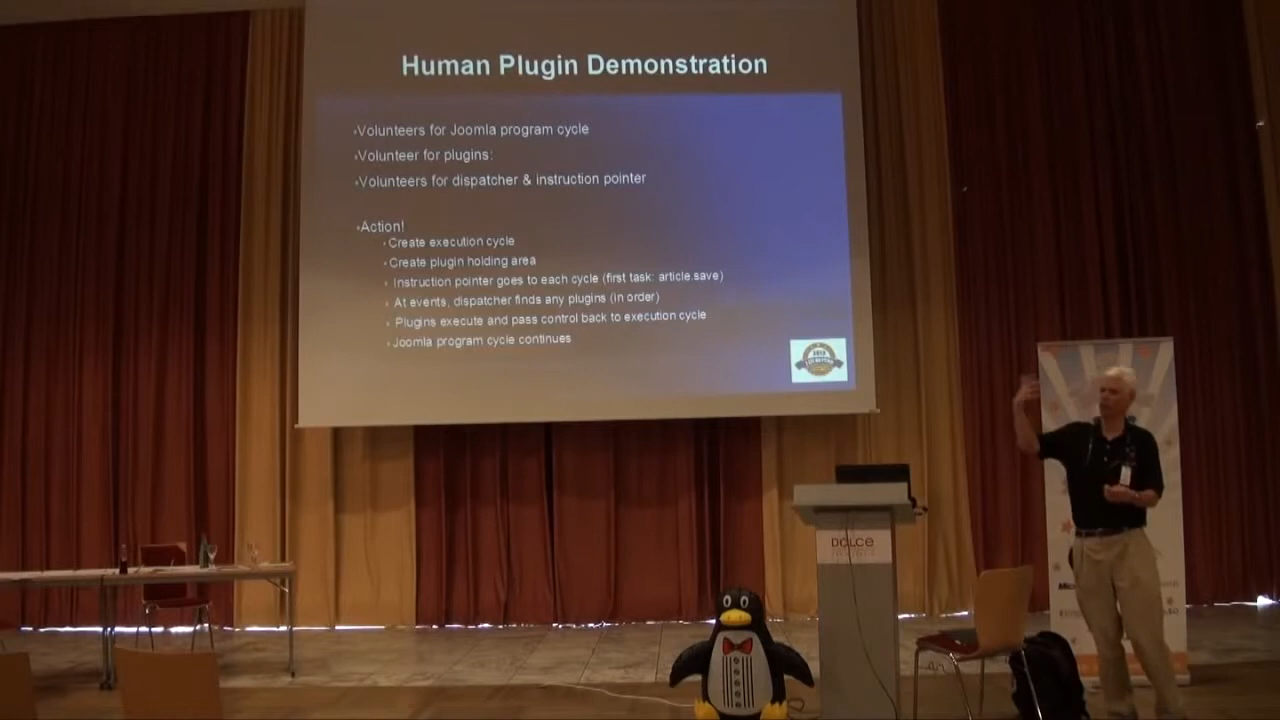 Human Plugin Demonstration
Volunteers for Joomla program cycle
Volunteer for plugins:
Volunteers for dispatcher & instruction pointer
Action!
Create execution cycle
Create plugin holding area
Instruction pointer goes to each cycle (first task: article.save)
At events, dispatcher finds any plugins (in order)
Plugins execute and pass control back to execution cycle
Joomla program cycle continues
DOLCE